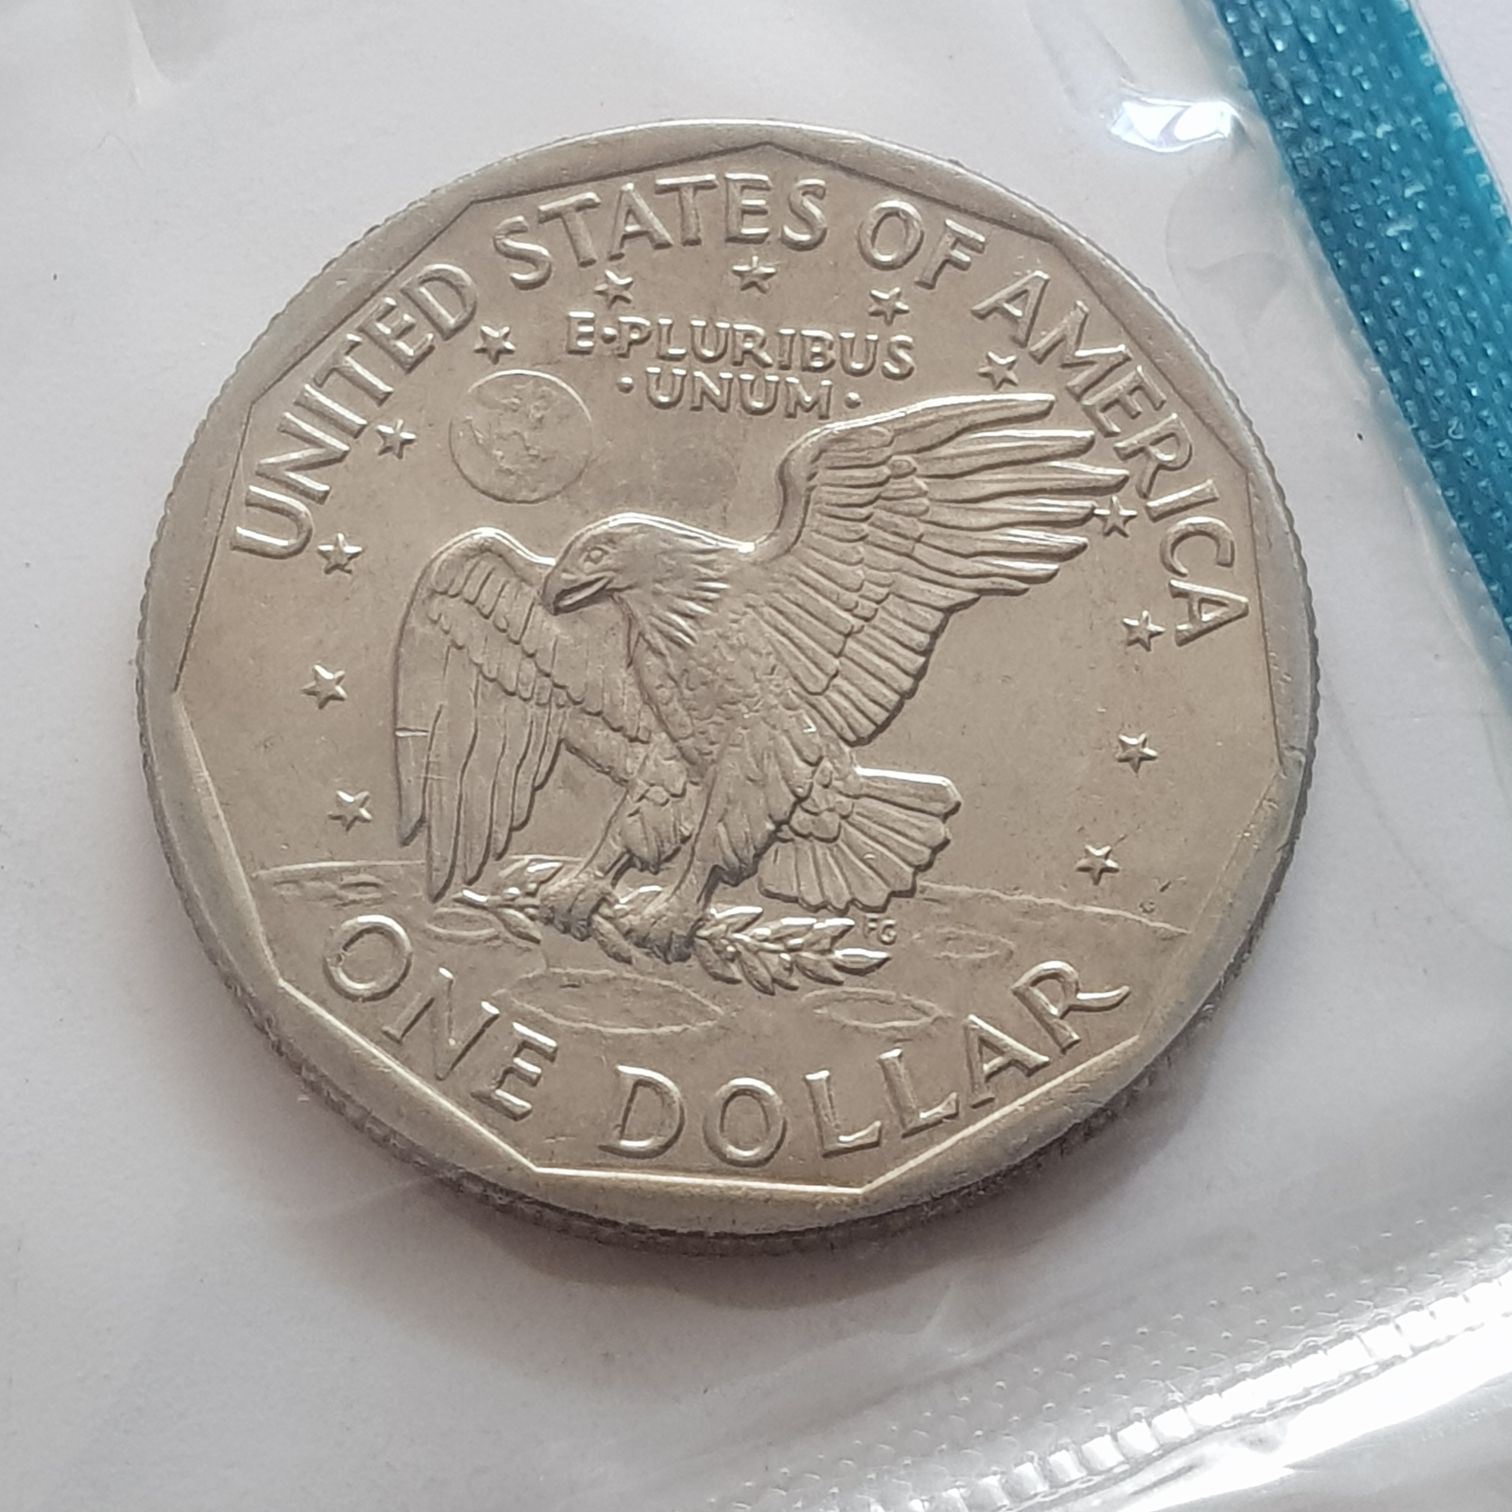 UNITED STATES OF AMERICA
E·PLURIBUS
·UNUM·
FG
ONE DOLLAR